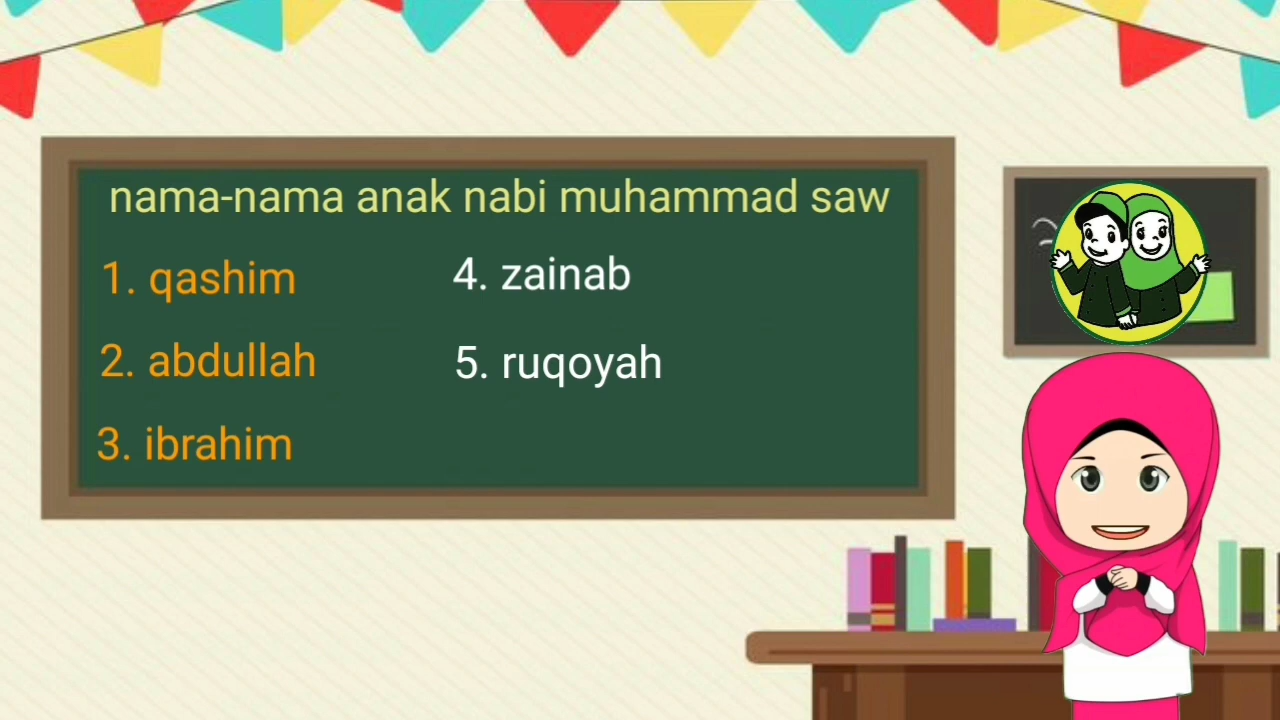 nama-nama anak nabi muhammad saw
1. qashim
2. abdullah
3. ibrahim
4. zainab
5. ruqoyah